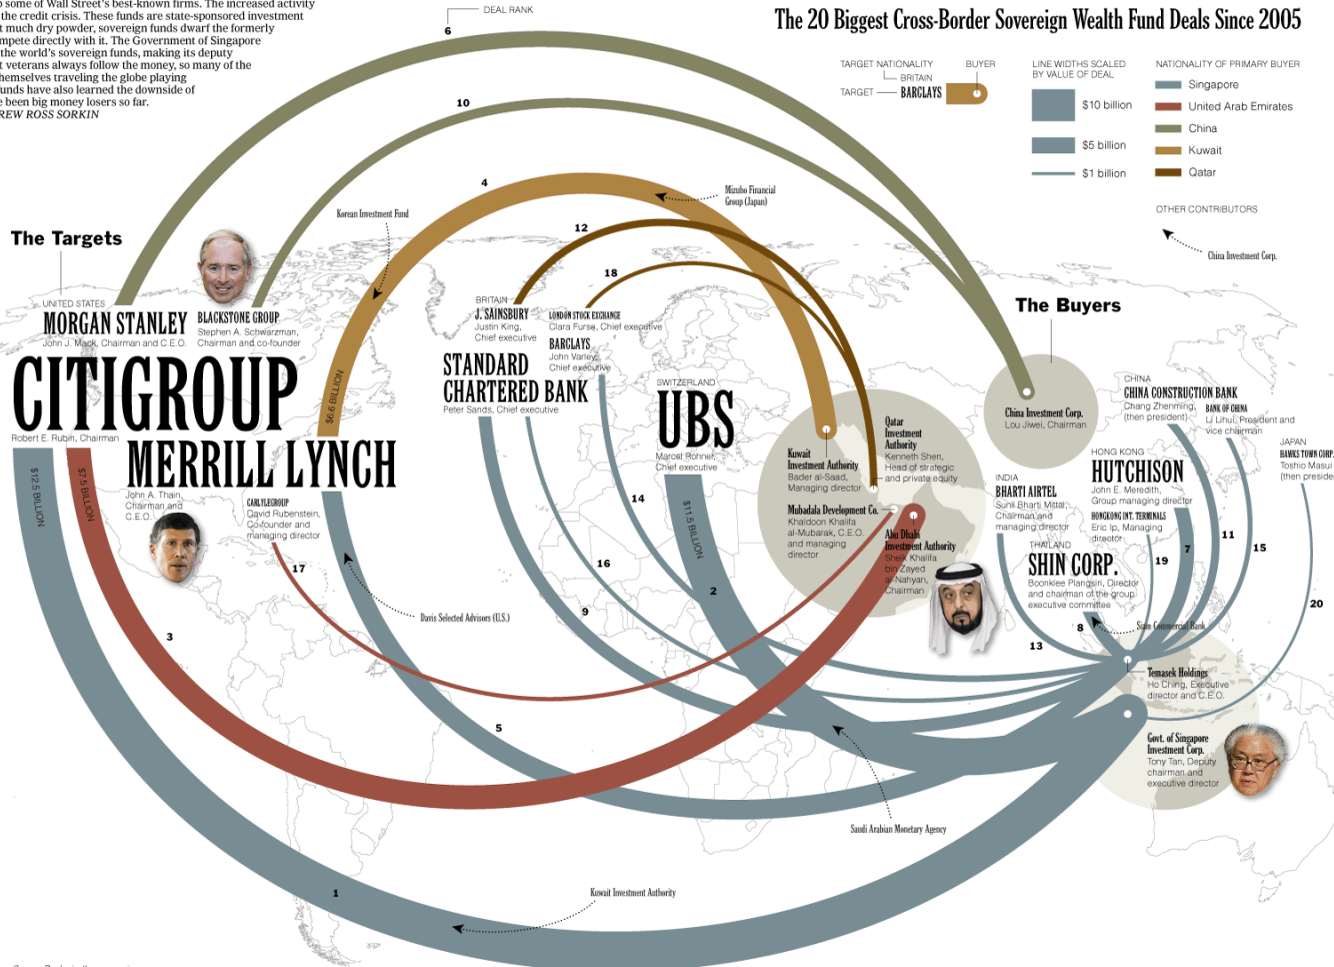 o some of Wall Street's best-known firms. The increased activity
the credit crisis. These funds are state-sponsored investment
t much dry powder, sovereign funds dwarf the formerly
mpete directly with it. The Government of Singapore
the world's sovereign funds, making its deputy
t veterans always follow the money, so many of the
hemselves traveling the globe playing
unds have also learned the downside of
e been big money losers so far.
REW ROSS SORKIN
The 20 Biggest Cross-Border Sovereign Wealth Fund Deals Since 2005
DEAL RANK
6
10
4
12
18
TARGET NATIONALITY
BUYER
BRITAIN
TARGET
BARCLAYS
LINE WIDTHS SCALED
BY VALUE OF DEAL
$10 billion
$5 billion
$1 billion
NATIONALITY OF PRIMARY BUYER
Singapore
United Arab Emirates
China
Kuwait
Qatar
OTHER CONTRIBUTORS
China Investment Corp.
Mizuho Financial
Group (Japan)
Korean Investment Fund
The Targets
UNITED STATES
MORGAN STANLEY
John J. Mack, Chairman and C.E.O.
BLACKSTONE GROUP
Stephen A. Schwarzman,
Chairman and co-founder
CITIGROUP
Robert E. Rubin, Chairman
$12.5 BILLION
$7.5 BILLION
$6.6 BILLION
MERRILL LYNCH
John A. Thain,
Chairman and
C.E.O.
CARLYLE GROUP
David Rubenstein,
Co-founder and
managing director
BRITAIN
J. SAINSBURY
Justin King,
Chief executive
LONDON STOCK EXCHANGE
Clara Furse, Chief executive
BARCLAYS
John Varley,
Chief executive
STANDARD
CHARTERED BANK
Peter Sands, Chief executive
SWITZERLAND
UBS
Marcel Rohner,
Chief executive
$11.5 BILLION
The Buyers
China Investment Corp.
Lou Jiwei, Chairman
Kuwait
Investment Authority
Bader al-Saad,
Managing director
Qatar
Investment
Authority
Kenneth Shen,
Head of strategic
and private equity
Mubadala Development Co.
Khaldoon Khalifa
al-Mubarak, C.E.O.
and managing
director
Abu Dhabi
Investment Authority
Sheik Khalifa
bin Zayed
al-Nahyan,
Chairman
CHINA
CHINA CONSTRUCTION BANK
Chang Zhenming,
(then president)
BANK OF CHINA
Li Lihui, President and
vice chairman
JAPAN
HAWKS TOWN CORP.
Toshio Masui
(then preside
HONG KONG
HUTCHISON
John E. Meredith,
Group managing director
HONGKONG INT. TERMINALS
Eric Ip, Managing
director
INDIA
BHARTI AIRTEL
Sunil Bharti Mittal,
Chairman and
managing director
THAILAND
SHIN CORP.
Boonklee Plangsiri, Director
and chairman of the group
executive committee
Siam Commercial Bank
Temasek Holdings
Ho Ching, Executive
director and C.E.O.
Govt. of Singapore
Investment Corp.
Tony Tan, Deputy
chairman and
executive director
17
3
5
1
14
16
9
2
13
8
19
7
11
15
20
Davis Selected Advisors (U.S.)
Saudi Arabian Monetary Agency
Kuwait Investment Authority